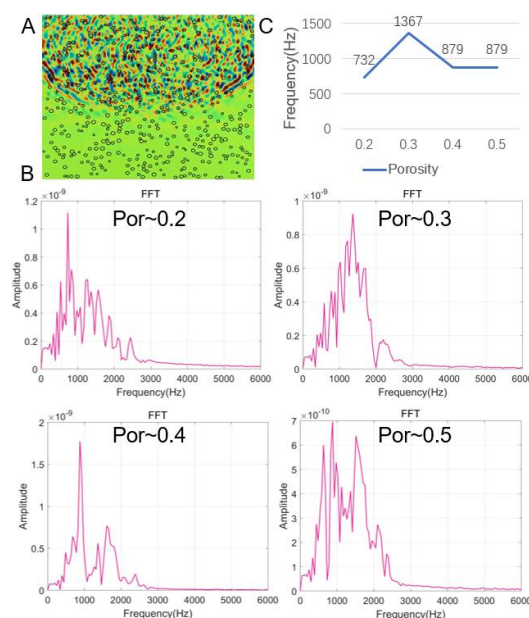 A
C
Frequency(Hz)
1500
1000
500
0
732
1367
879
879
0.2
0.3
0.4
0.5
Porosity
B
×10⁻⁹
FFT
Por~0.2
Amplitude
1.2
1
0.8
0.6
0.4
0.2
0
0 1000 2000 3000 4000 5000 6000
Frequency(Hz)
×10⁻⁹
FFT
Por~0.3
Amplitude
1
0.8
0.6
0.4
0.2
0
0 1000 2000 3000 4000 5000 6000
Frequency(Hz)
×10⁻⁹
FFT
Por~0.4
Amplitude
2
1.5
1
0.5
0
0 1000 2000 3000 4000 5000 6000
Frequency(Hz)
×10⁻¹⁰
FFT
Por~0.5
Amplitude
7
6
5
4
3
2
1
0
0 1000 2000 3000 4000 5000 6000
Frequency(Hz)